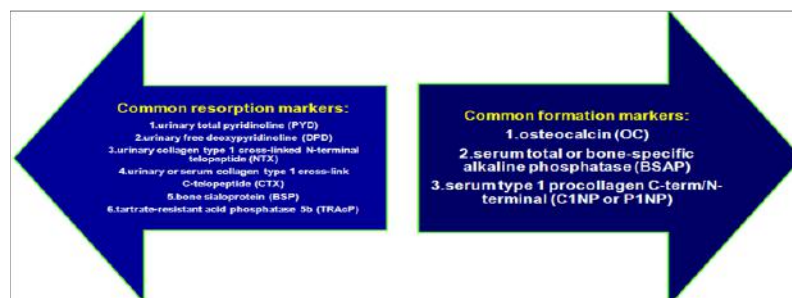 Common resorption markers:
1.urinary total pyridinoline (PYD)
2.urinary free deoxypyridinoline (DPD)
3.urinary collagen type 1 cross-linked N-terminal
telopeptide (NTX)
4.urinary or serum collagen type 1 cross-link
C-telopeptide (CTX)
5.bone sialoprotein (BSP)
6.tartrate-resistant acid phosphatase 5b (TRAcP)
Common formation markers:
1.osteocalcin (OC)
2.serum total or bone-specific
alkaline phosphatase (BSAP)
3.serum type 1 procollagen C-term/N-
terminal (C1NP or P1NP)